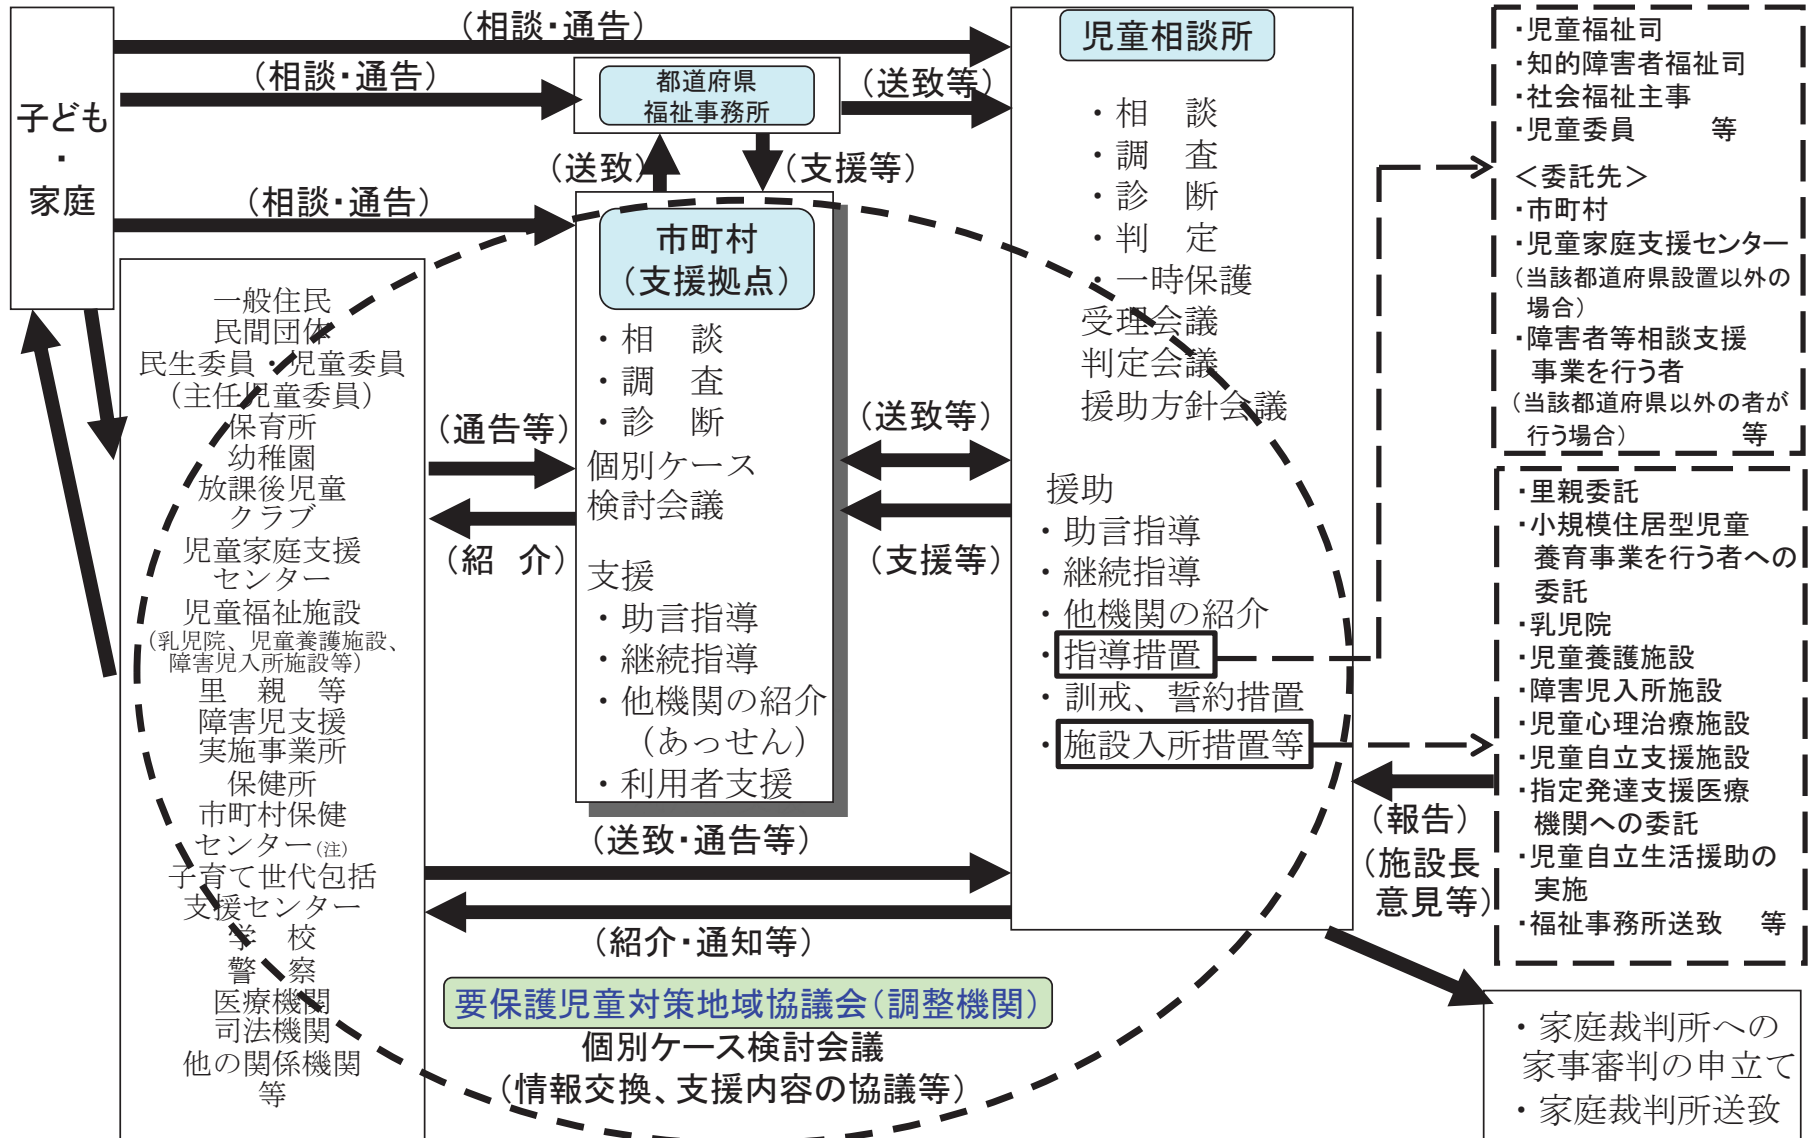 子ども
・
家庭
（相談・通告）
（相談・通告）
（相談・通告）
都道府県
福祉事務所
（送致等）
（送致）
（支援等）
一般住民
民間団体
民生委員・児童委員
（主任児童委員）
保育所
幼稚園
放課後児童
クラブ
児童家庭支援
センター
児童福祉施設
（乳児院、児童養護施設、
障害児入所施設等）
里　親　等
障害児支援
実施事業所
保健所
市町村保健
センター（注）
子育て世代包括
支援センター
学　校
警　察
医療機関
司法機関
他の関係機関
等
（通告等）
（紹　介）
市町村
（支援拠点）
・相　談
・調　査
・診　断
個別ケース
検討会議
支援
・助言指導
・継続指導
・他機関の紹介
（あっせん）
・利用者支援
（送致等）
（支援等）
（送致・通告等）
（紹介・通知等）
要保護児童対策地域協議会（調整機関）
個別ケース検討会議
（情報交換、支援内容の協議等）
児童相談所
・相　談
・調　査
・診　断
・判　定
・一時保護
受理会議
判定会議
援助方針会議
援助
・助言指導
・継続指導
・他機関の紹介
・指導措置
・訓戒、誓約措置
・施設入所措置等
（報告）
（施設長
意見等）
・児童福祉司
・知的障害者福祉司
・社会福祉主事
・児童委員　　等
＜委託先＞
・市町村
・児童家庭支援センター
（当該都道府県設置以外の
場合）
・障害者等相談支援
事業を行う者
（当該都道府県以外の者が
行う場合）　　　等
・里親委託
・小規模住居型児童
養育事業を行う者への
委託
・乳児院
・児童養護施設
・障害児入所施設
・児童心理治療施設
・児童自立支援施設
・指定発達支援医療
機関への委託
・児童自立生活援助の
実施
・福祉事務所送致　等
・家庭裁判所への
家事審判の申立て
・家庭裁判所送致